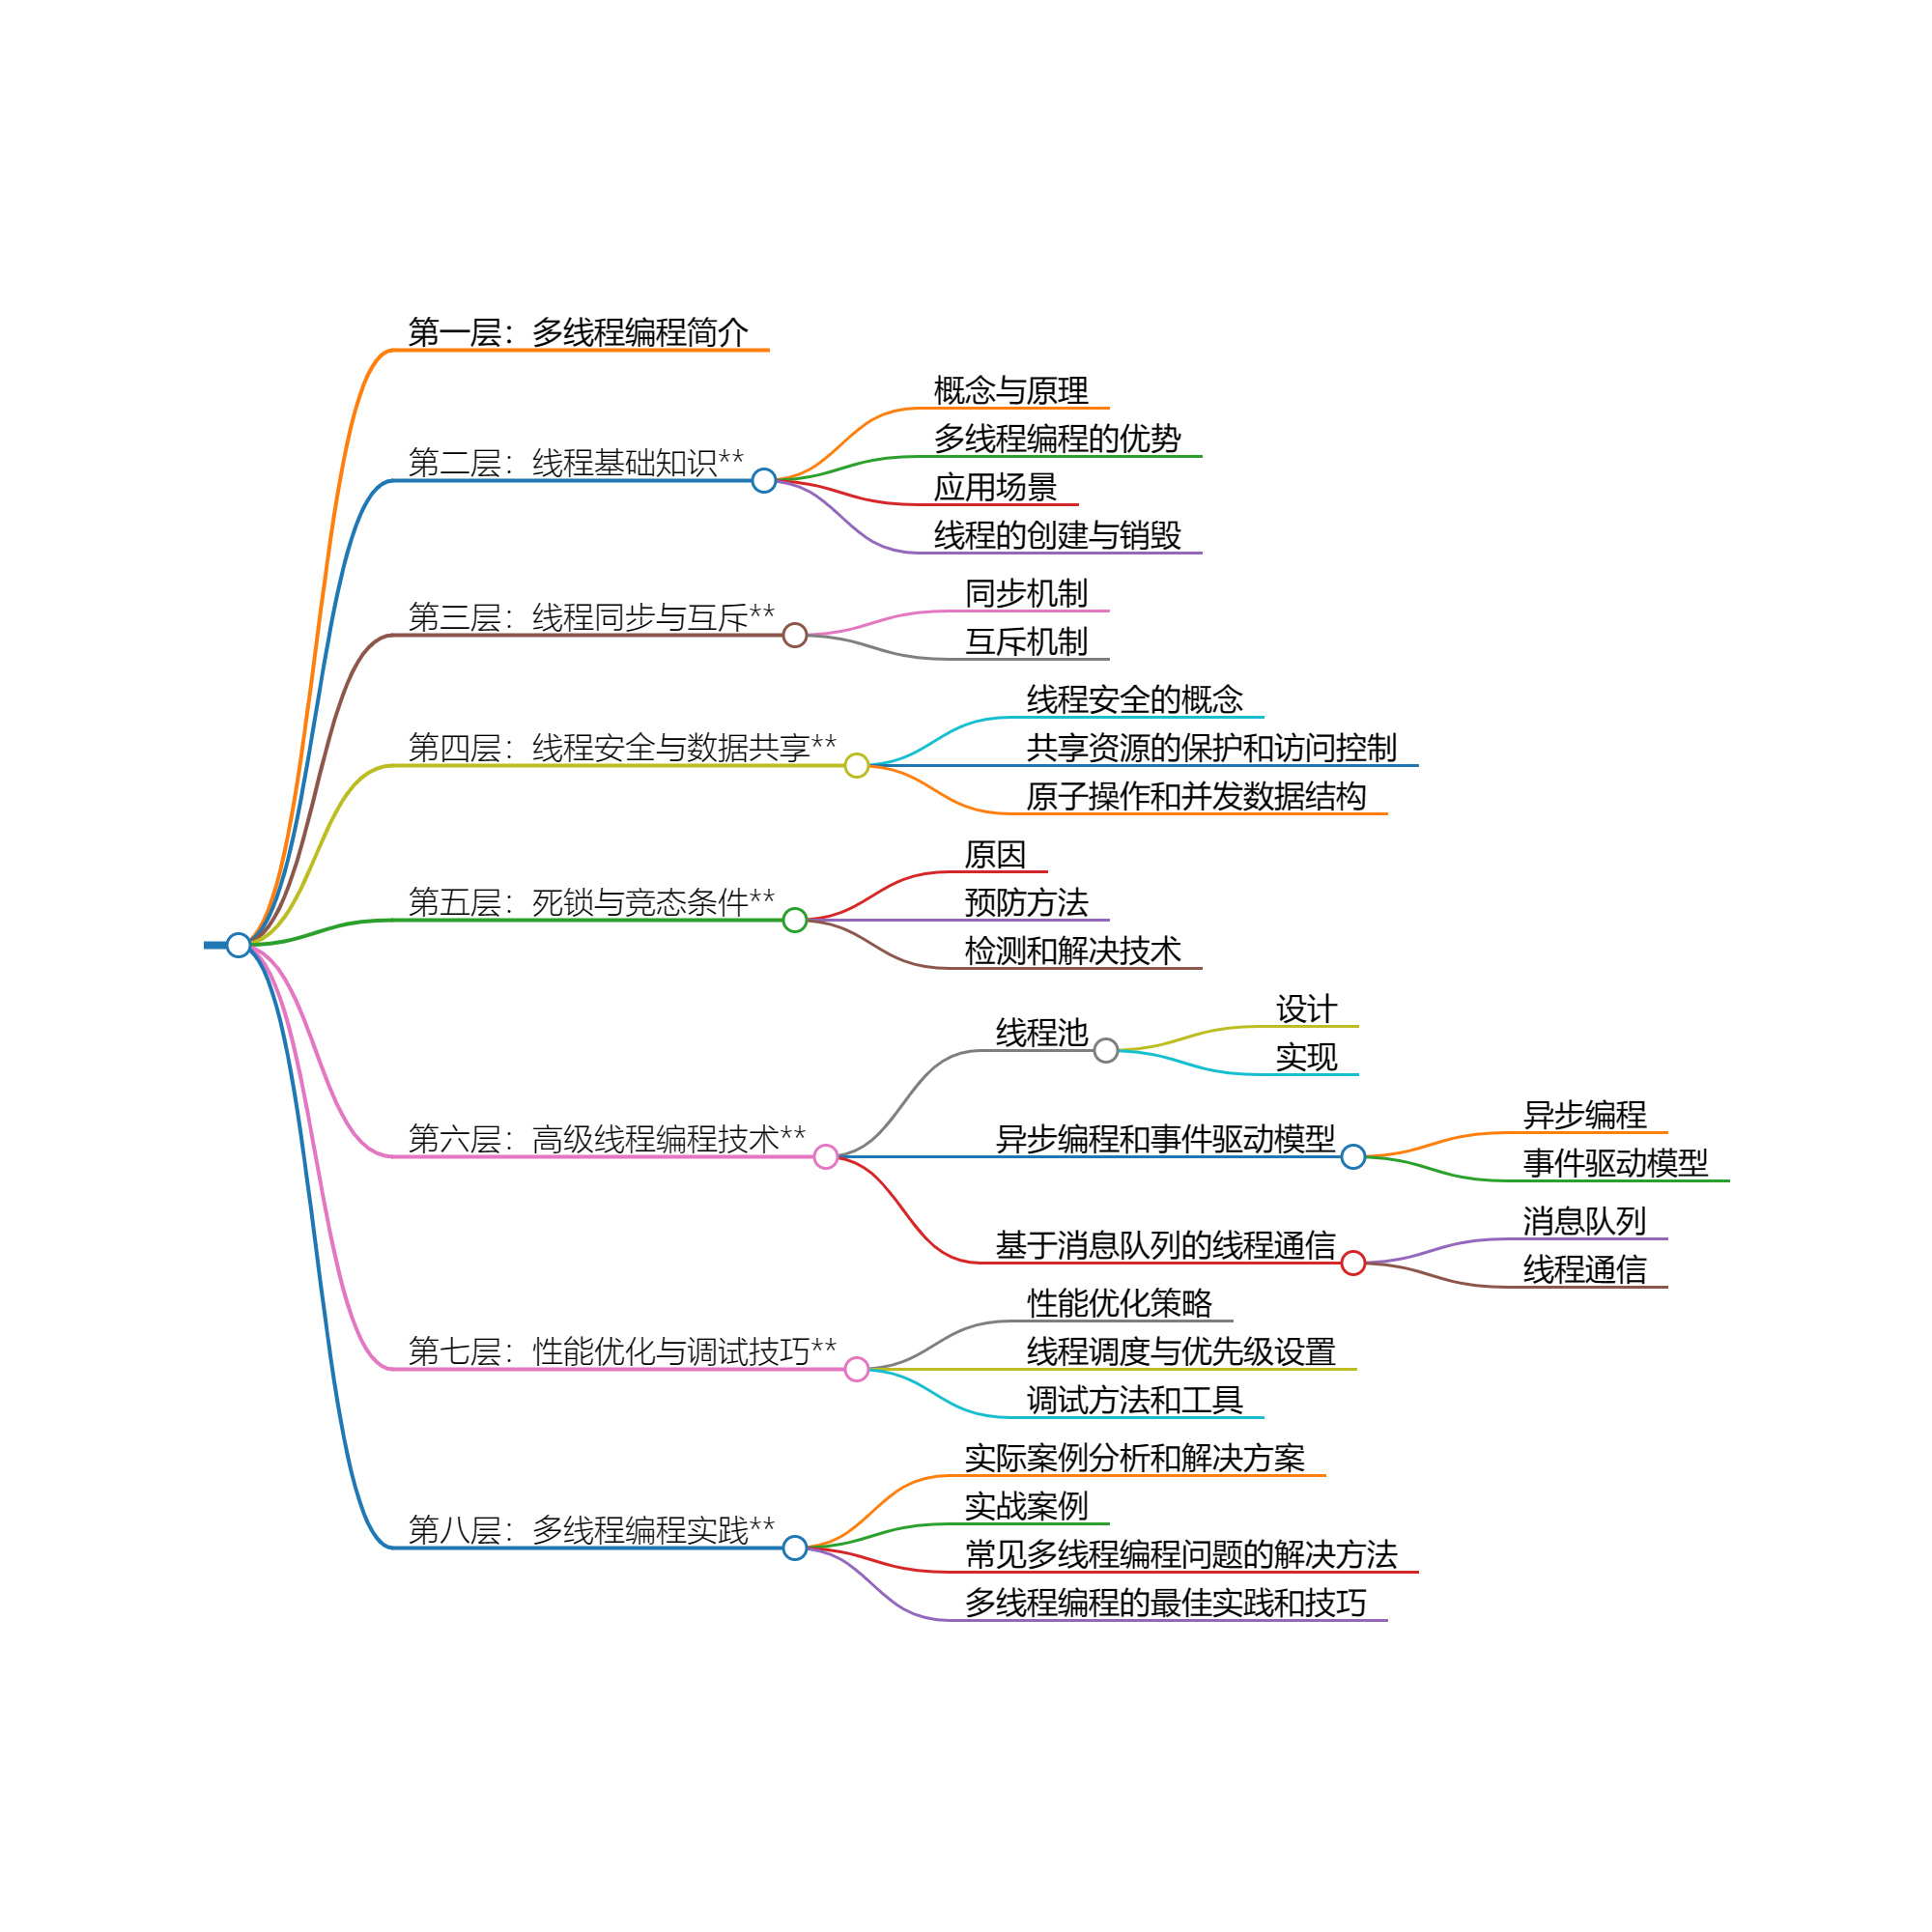 第一层：多线程编程简介
第二层：线程基础知识**
概念与原理
多线程编程的优势
应用场景
线程的创建与销毁
第三层：线程同步与互斥**
同步机制
互斥机制
第四层：线程安全与数据共享**
线程安全的概念
共享资源的保护和访问控制
原子操作和并发数据结构
第五层：死锁与竞态条件**
原因
预防方法
检测和解决技术
第六层：高级线程编程技术**
线程池
设计
实现
异步编程和事件驱动模型
异步编程
事件驱动模型
基于消息队列的线程通信
消息队列
线程通信
第七层：性能优化与调试技巧**
性能优化策略
线程调度与优先级设置
调试方法和工具
第八层：多线程编程实践**
实际案例分析和解决方案
实战案例
常见多线程编程问题的解决方法
多线程编程的最佳实践和技巧